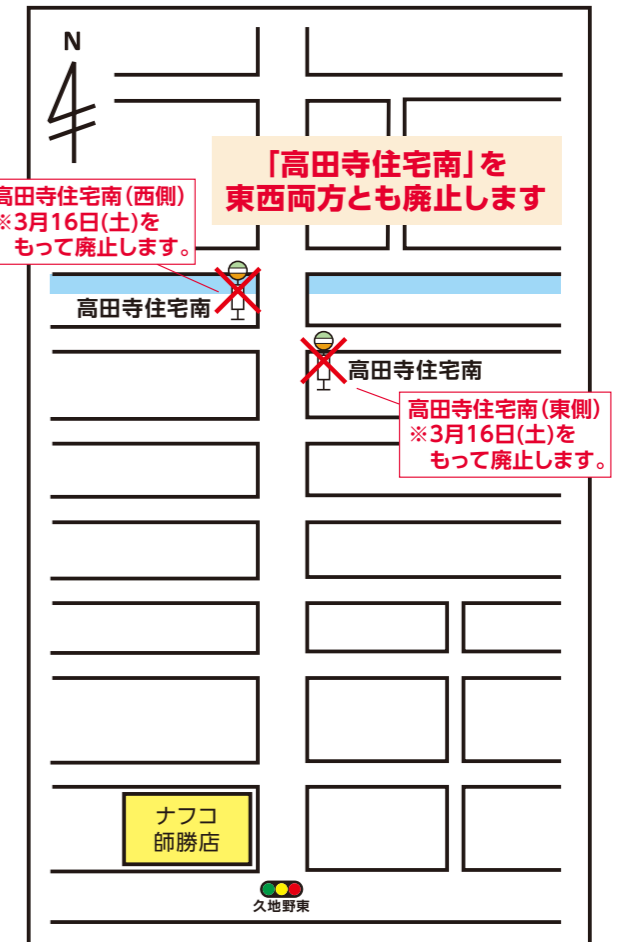 N
「高田寺住宅南」を
東西両方とも廃止します
高田寺住宅南(西側)
※3月16日(土)を
もって廃止します。
高田寺住宅南
高田寺住宅南
高田寺住宅南(東側)
※3月16日(土)を
もって廃止します。
ナフコ
師勝店
久地野東